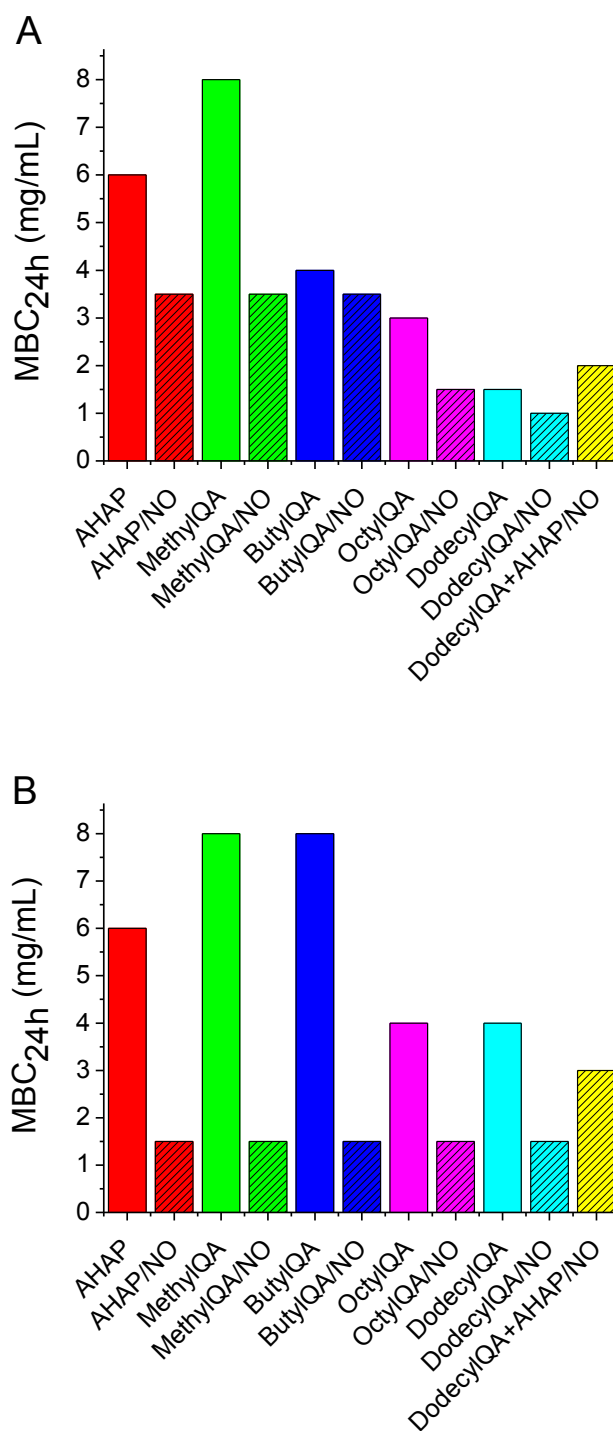 A
MBC24h (mg/mL)
8
7
6
5
4
3
2
1
0
AHAP
AHAP/NO
MethylQA
MethylQA/NO
ButylQA
ButylQA/NO
OctylQA
OctylQA/NO
DodecylQA
DodecylQA/NO
DodecylQA+AHAP/NO
B
MBC24h (mg/mL)
8
7
6
5
4
3
2
1
0
AHAP
AHAP/NO
MethylQA
MethylQA/NO
ButylQA
ButylQA/NO
OctylQA
OctylQA/NO
DodecylQA
DodecylQA/NO
DodecylQA+AHAP/NO